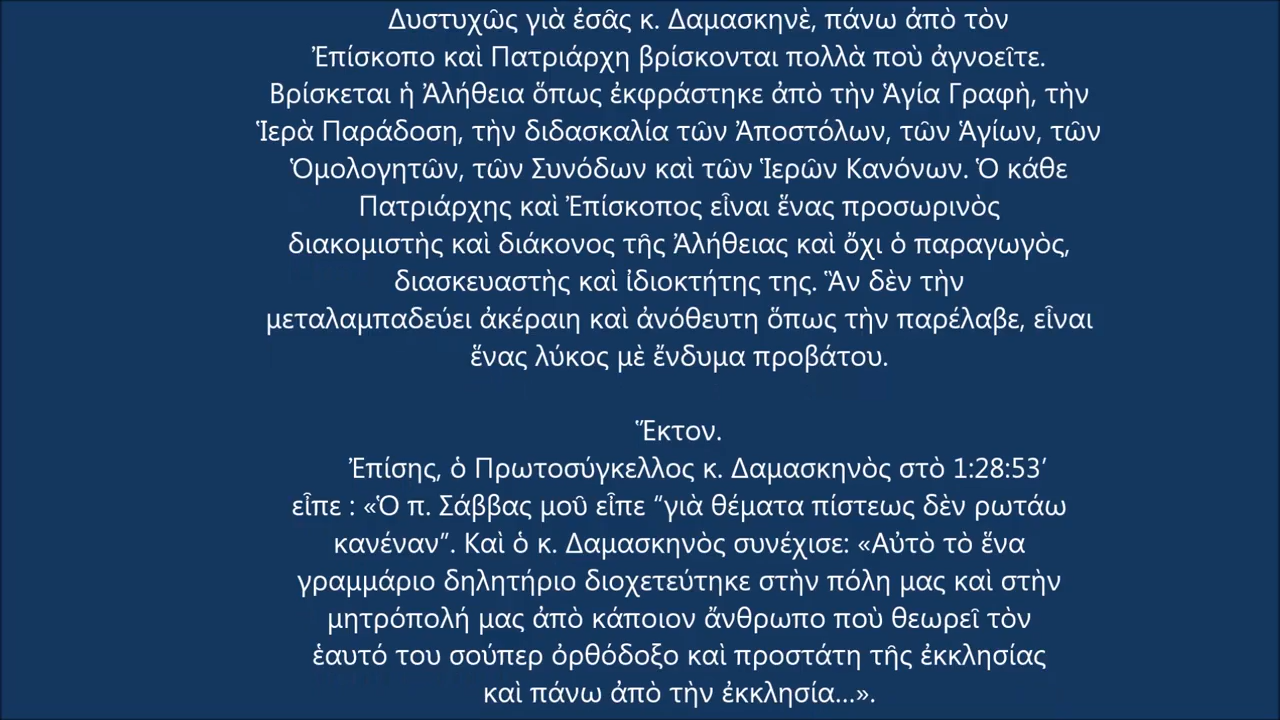 Δυστυχῶς γιὰ ἐσᾶς κ. Δαμασκηνὲ, πάνω ἀπὸ τὸν
Ἐπίσκοπο καὶ Πατριάρχη βρίσκονται πολλὰ ποὺ ἀγνοεῖτε.
Βρίσκεται ἡ Ἀλήθεια ὅπως ἐκφράστηκε ἀπὸ τὴν Ἁγία Γραφὴ, τὴν
Ἱερὰ Παράδοση, τὴν διδασκαλία τῶν Ἀποστόλων, τῶν Ἁγίων, τῶν
Ὁμολογητῶν, τῶν Συνόδων καὶ τῶν Ἱερῶν Κανόνων. Ὁ κάθε
Πατριάρχης καὶ Ἐπίσκοπος εἶναι ἕνας προσωρινὸς
διακομιστὴς καὶ διάκονος τῆς Ἀλήθειας καὶ ὄχι ὁ παραγωγὸς,
διασκευαστὴς καὶ ἰδιοκτήτης της. Ἂν δὲν τὴν
μεταλαμπαδεύει ἀκέραιη καὶ ἀνόθευτη ὅπως τὴν παρέλαβε, εἶναι
ἕνας λύκος μὲ ἔνδυμα προβάτου.
Ἕκτον.
Ἐπίσης, ὁ Πρωτοσύγκελλος κ. Δαμασκηνὸς στὸ 1:28:53’
εἶπε : «Ὁ π. Σάββας μοῦ εἶπε “γιὰ θέματα πίστεως δὲν ρωτάω
κανέναν”. Καὶ ὁ κ. Δαμασκηνὸς συνέχισε: «Αὐτὸ τὸ ἕνα
γραμμάριο δηλητήριο διοχετεύτηκε στὴν πόλη μας καὶ στὴν
μητρόπολή μας ἀπὸ κάποιον ἄνθρωπο ποὺ θεωρεῖ τὸν
ἑαυτό του σούπερ ὀρθόδοξο καὶ προστάτη τῆς ἐκκλησίας
καὶ πάνω ἀπὸ τὴν ἐκκλησία...».